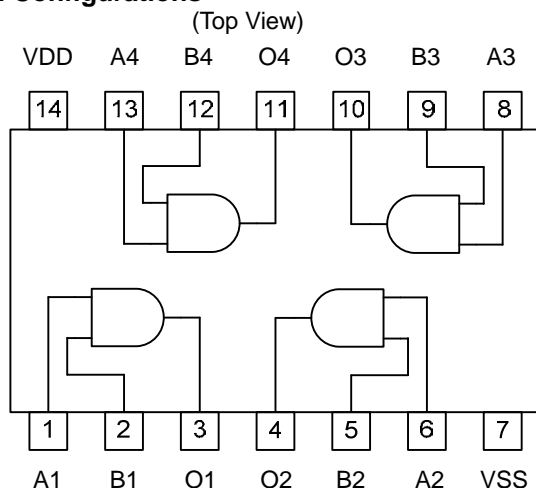 Configurations
(Top View)
VDD A4 B4 O4 O3 B3 A3
14 13 12 11 10 9 8
1 2 3 4 5 6 7
A1 B1 O1 O2 B2 A2 VSS